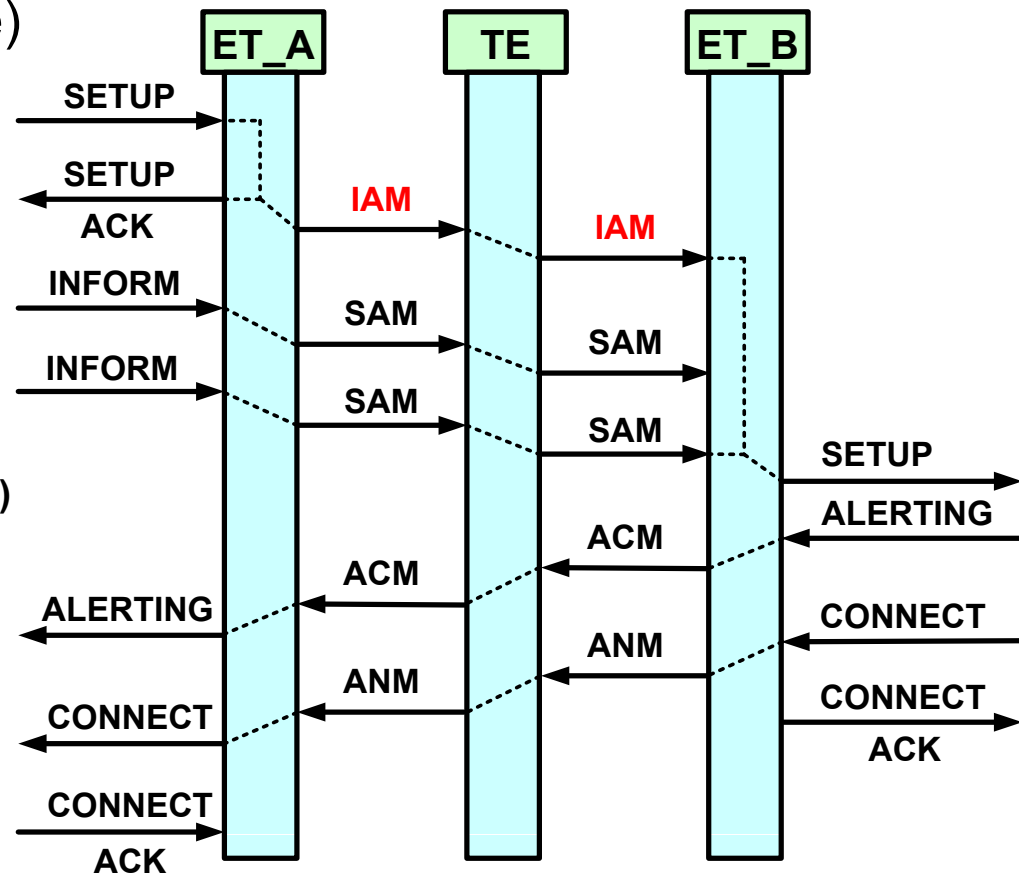 e)
ET_A TE ET_B
SETUP
SETUP
ACK
IAM
IAM
INFORM
SAM
SAM
INFORM
SAM
SAM
SETUP
)
ALERTING
ACM
ACM
ALERTING
CONNECT
ANM
ANM
CONNECT
CONNECT
ACK
CONNECT
ACK